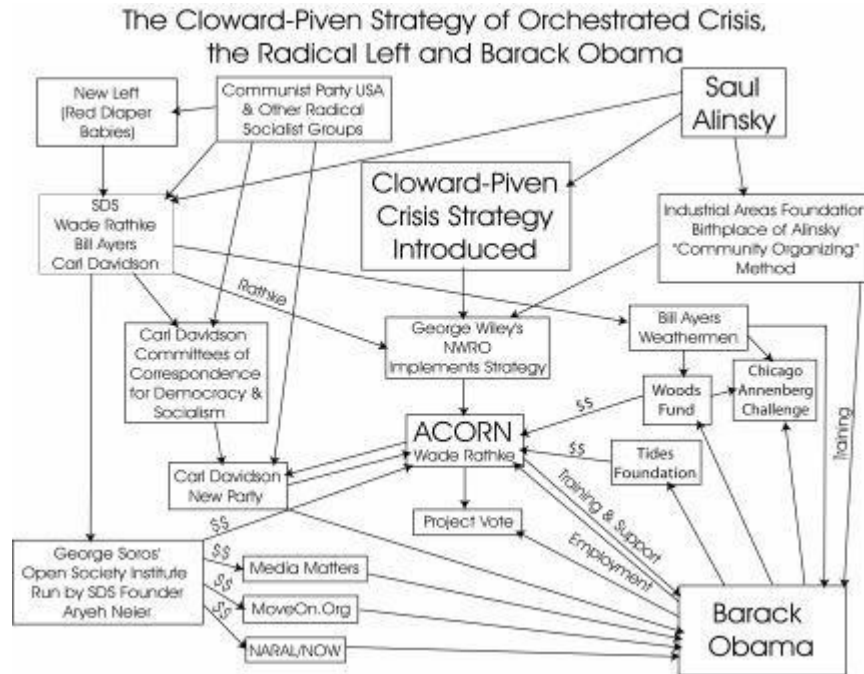 The Cloward-Piven Strategy of Orchestrated Crisis,
the Radical Left and Barack Obama
New Left
(Red Diaper
Babies)
Communist Party USA
& Other Radical
Socialist Groups
Saul
Alinsky
Cloward-Piven
Crisis Strategy
Introduced
SDS
Wade Rathke
Bill Ayers
Carl Davidson
Industrial Areas Foundation
Birthplace of Alinsky
"Community Organizing"
Method
Rathke
Carl Davidson
Committees of
Correspondence
for Democracy &
Socialism
George Wiley's
NWRO
Implements Strategy
Bill Ayers
Weathermen
Woods
Fund
Chicago
Annenberg
Challenge
$$
ACORN
Wade Rathke
$$
Tides
Foundation
Training
Carl Davidson
New Party
Project Vote
Training & Support
Employment
$$
George Soros'
Open Society Institute
Run by SDS Founder
Aryeh Neier
$$
Media Matters
$$
MoveOn.Org
$$
NARAL/NOW
Barack
Obama